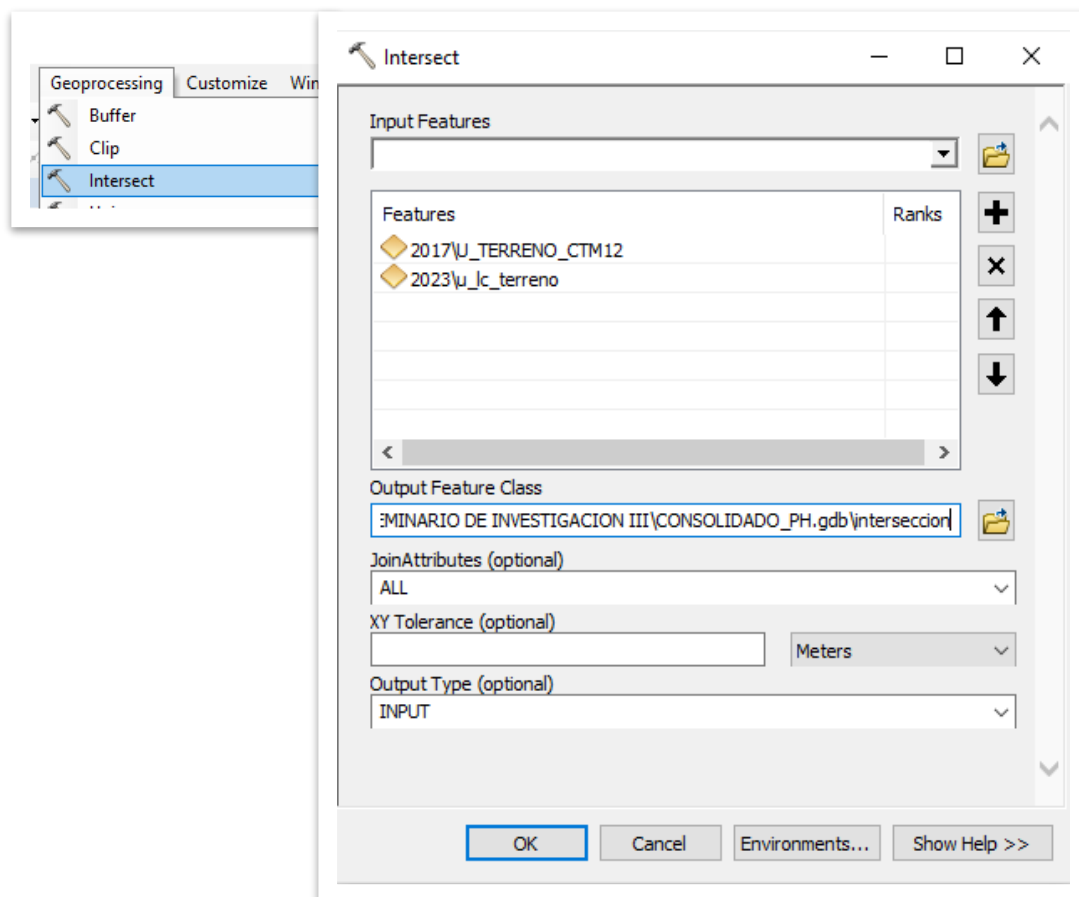 Geoprocessing Customize Win
Buffer
Clip
Intersect
Intersect
Input Features
Features Ranks
2017\U_TERRENO_CTM12
2023\u_lc_terreno
Output Feature Class
EMINARIO DE INVESTIGACION III\CONSOLIDADO_PH.gdb\interseccion
JoinAttributes (optional)
ALL
XY Tolerance (optional)
Meters
Output Type (optional)
INPUT
OK Cancel Environments... Show Help >>